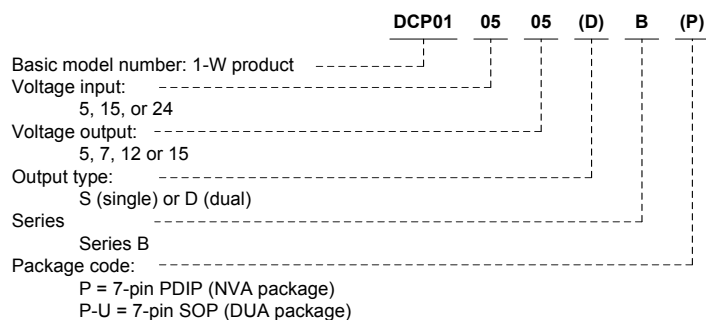 DCP01 05 05 (D) B (P)
Basic model number: 1-W product
Voltage input:
5, 15, or 24
Voltage output:
5, 7, 12 or 15
Output type:
S (single) or D (dual)
Series
Series B
Package code:
P = 7-pin PDIP (NVA package)
P-U = 7-pin SOP (DUA package)